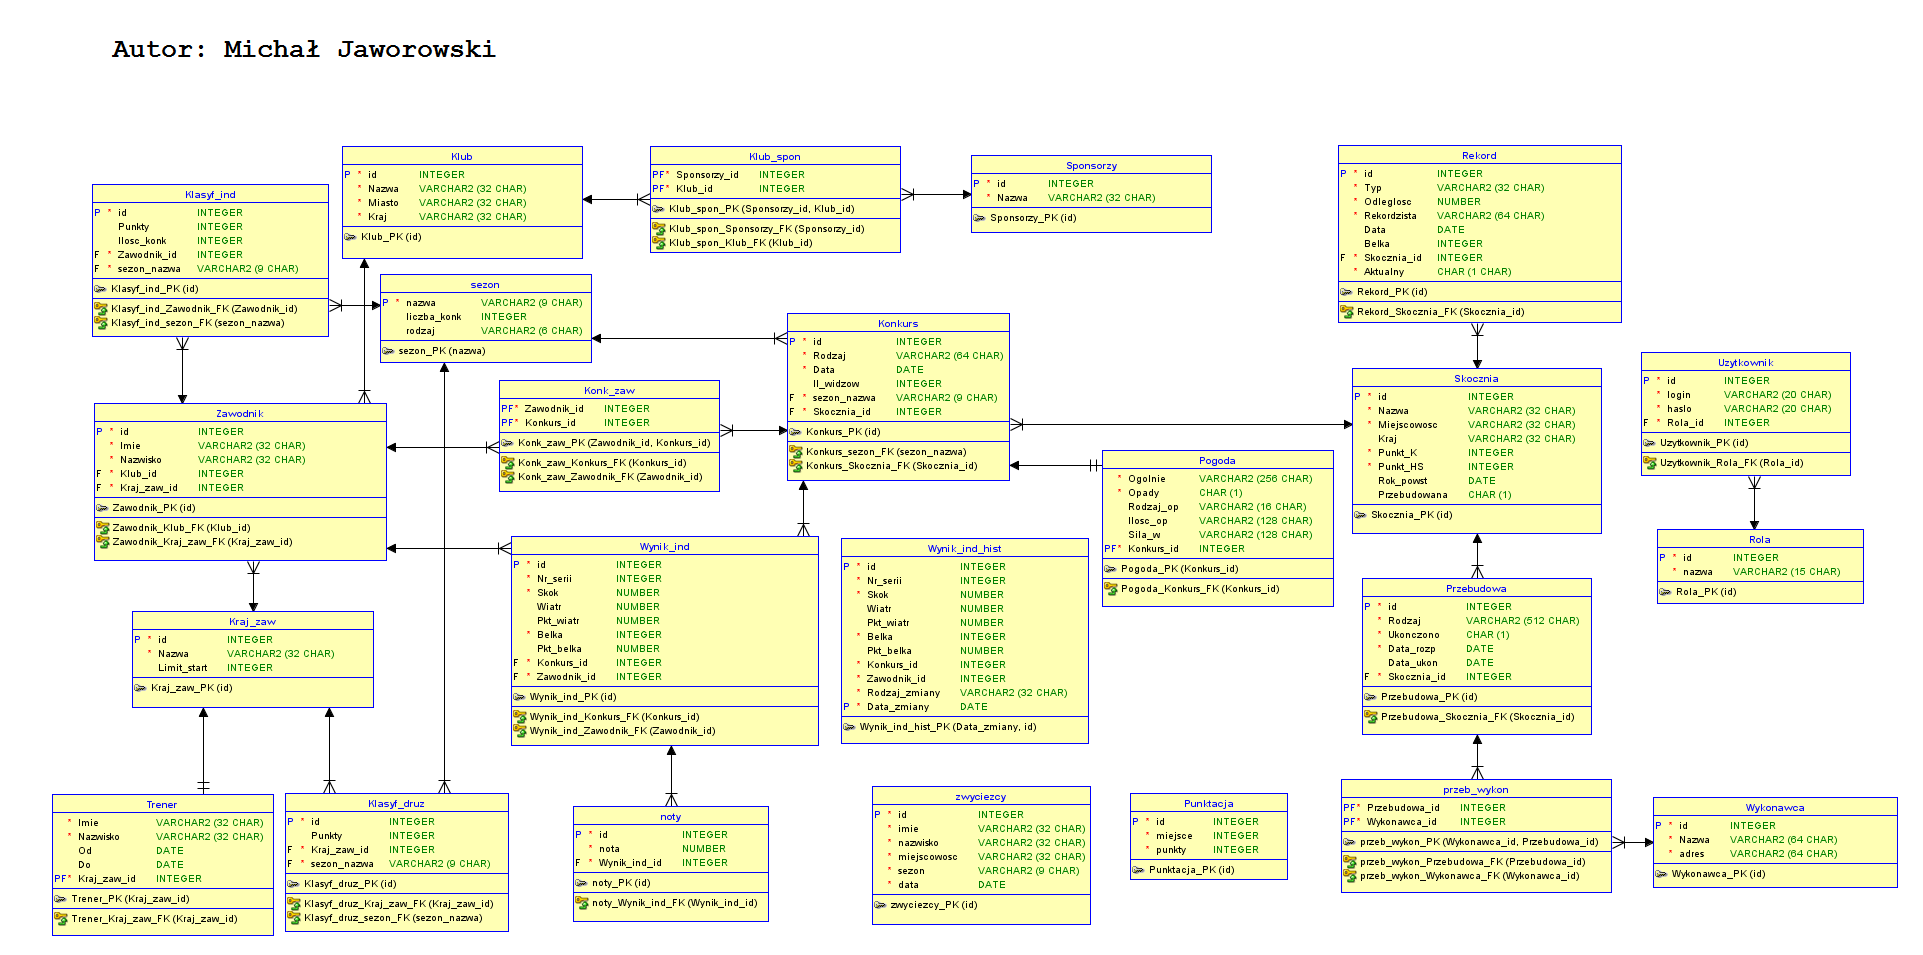 Autor: Michał Jaworowski
Klasyf_ind
P * id INTEGER
Punkty INTEGER
Ilosc_konk INTEGER
F * Zawodnik_id INTEGER
F * sezon_nazwa VARCHAR2 (9 CHAR)
Klasyf_ind_PK (id)
Klasyf_ind_Zawodnik_FK (Zawodnik_id)
Klasyf_ind_sezon_FK (sezon_nazwa)
Klub
P * id INTEGER
* Nazwa VARCHAR2 (32 CHAR)
* Miasto VARCHAR2 (32 CHAR)
* Kraj VARCHAR2 (32 CHAR)
Klub_PK (id)
Klub_spon
PF* Sponsorzy_id INTEGER
PF* Klub_id INTEGER
Klub_spon_PK (Sponsorzy_id, Klub_id)
Klub_spon_Sponsorzy_FK (Sponsorzy_id)
Klub_spon_Klub_FK (Klub_id)
Sponsorzy
P * id INTEGER
* Nazwa VARCHAR2 (32 CHAR)
Sponsorzy_PK (id)
Rekord
P * id INTEGER
* Typ VARCHAR2 (32 CHAR)
* Odleglosc NUMBER
* Rekordzista VARCHAR2 (64 CHAR)
Data DATE
Belka INTEGER
F * Skocznia_id INTEGER
* Aktualny CHAR (1 CHAR)
Rekord_PK (id)
Rekord_Skocznia_FK (Skocznia_id)
sezon
P * nazwa VARCHAR2 (9 CHAR)
liczba_konk INTEGER
rodzaj VARCHAR2 (6 CHAR)
sezon_PK (nazwa)
Konkurs
P * id INTEGER
* Rodzaj VARCHAR2 (64 CHAR)
* Data DATE
Il_widzow INTEGER
F * sezon_nazwa VARCHAR2 (9 CHAR)
F * Skocznia_id INTEGER
Konkurs_PK (id)
Konkurs_sezon_FK (sezon_nazwa)
Konkurs_Skocznia_FK (Skocznia_id)
Konk_zaw
PF* Zawodnik_id INTEGER
PF* Konkurs_id INTEGER
Konk_zaw_PK (Zawodnik_id, Konkurs_id)
Konk_zaw_Konkurs_FK (Konkurs_id)
Konk_zaw_Zawodnik_FK (Zawodnik_id)
Zawodnik
P * id INTEGER
* Imie VARCHAR2 (32 CHAR)
* Nazwisko VARCHAR2 (32 CHAR)
F * Klub_id INTEGER
F * Kraj_zaw_id INTEGER
Zawodnik_PK (id)
Zawodnik_Klub_FK (Klub_id)
Zawodnik_Kraj_zaw_FK (Kraj_zaw_id)
Pogoda
* Ogolnie VARCHAR2 (256 CHAR)
* Opady CHAR (1)
Rodzaj_op VARCHAR2 (16 CHAR)
Ilosc_op VARCHAR2 (128 CHAR)
Sila_w VARCHAR2 (128 CHAR)
PF* Konkurs_id INTEGER
Pogoda_PK (Konkurs_id)
Pogoda_Konkurs_FK (Konkurs_id)
Skocznia
P * id INTEGER
* Nazwa VARCHAR2 (32 CHAR)
* Miejscowosc VARCHAR2 (32 CHAR)
Kraj VARCHAR2 (32 CHAR)
* Punkt_K INTEGER
* Punkt_HS INTEGER
Rok_powst DATE
Przebudowana CHAR (1)
Skocznia_PK (id)
Uzytkownik
P * id INTEGER
* login VARCHAR2 (20 CHAR)
* haslo VARCHAR2 (20 CHAR)
F * Rola_id INTEGER
Uzytkownik_PK (id)
Uzytkownik_Rola_FK (Rola_id)
Rola
P * id INTEGER
* nazwa VARCHAR2 (15 CHAR)
Rola_PK (id)
Wynik_ind
P * id INTEGER
* Nr_serii INTEGER
* Skok NUMBER
Wiatr NUMBER
Pkt_wiatr NUMBER
* Belka INTEGER
Pkt_belka NUMBER
F * Konkurs_id INTEGER
F * Zawodnik_id INTEGER
Wynik_ind_PK (id)
Wynik_ind_Konkurs_FK (Konkurs_id)
Wynik_ind_Zawodnik_FK (Zawodnik_id)
Wynik_ind_hist
P * id INTEGER
* Nr_serii INTEGER
* Skok NUMBER
Wiatr NUMBER
Pkt_wiatr NUMBER
* Belka INTEGER
Pkt_belka NUMBER
* Konkurs_id INTEGER
* Zawodnik_id INTEGER
* Rodzaj_zmiany VARCHAR2 (32 CHAR)
P * Data_zmiany DATE
Wynik_ind_hist_PK (Data_zmiany, id)
Przebudowa
P * id INTEGER
* Rodzaj VARCHAR2 (512 CHAR)
* Ukonczono CHAR (1)
* Data_rozp DATE
Data_ukon DATE
F * Skocznia_id INTEGER
Przebudowa_PK (id)
Przebudowa_Skocznia_FK (Skocznia_id)
Kraj_zaw
P * id INTEGER
* Nazwa VARCHAR2 (32 CHAR)
Limit_start INTEGER
Kraj_zaw_PK (id)
Trener
* Imie VARCHAR2 (32 CHAR)
* Nazwisko VARCHAR2 (32 CHAR)
Od DATE
Do DATE
PF* Kraj_zaw_id INTEGER
Trener_PK (Kraj_zaw_id)
Trener_Kraj_zaw_FK (Kraj_zaw_id)
Klasyf_druz
P * id INTEGER
Punkty INTEGER
F * Kraj_zaw_id INTEGER
F * sezon_nazwa VARCHAR2 (9 CHAR)
Klasyf_druz_PK (id)
Klasyf_druz_Kraj_zaw_FK (Kraj_zaw_id)
Klasyf_druz_sezon_FK (sezon_nazwa)
noty
P * id INTEGER
* nota NUMBER
F * Wynik_ind_id INTEGER
noty_PK (id)
noty_Wynik_ind_FK (Wynik_ind_id)
zwyciezcy
P * id INTEGER
* imie VARCHAR2 (32 CHAR)
* nazwisko VARCHAR2 (32 CHAR)
* miejscowosc VARCHAR2 (32 CHAR)
* sezon VARCHAR2 (9 CHAR)
* data DATE
zwyciezcy_PK (id)
Punktacja
P * id INTEGER
* miejsce INTEGER
* punkty INTEGER
Punktacja_PK (id)
przeb_wykon
PF* Przebudowa_id INTEGER
PF* Wykonawca_id INTEGER
przeb_wykon_PK (Wykonawca_id, Przebudowa_id)
przeb_wykon_Przebudowa_FK (Przebudowa_id)
przeb_wykon_Wykonawca_FK (Wykonawca_id)
Wykonawca
P * id INTEGER
* Nazwa VARCHAR2 (64 CHAR)
* adres VARCHAR2 (64 CHAR)
Wykonawca_PK (id)